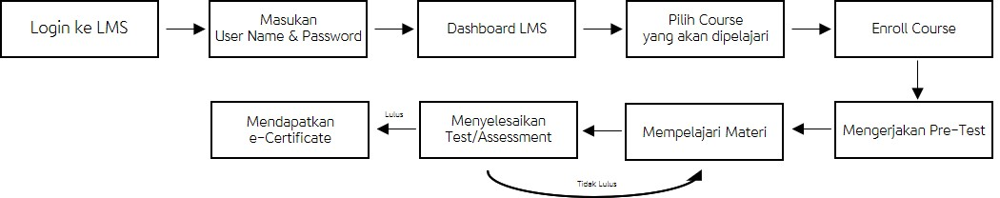 Login ke LMS
Masukan
User Name & Password
Dashboard LMS
Pilih Course
yang akan dipelajari
Enroll Course
Mengerjakan Pre-Test
Mempelajari Materi
Menyelesaikan
Test/Assessment
Lulus
Mendapatkan
e-Certificate
Tidak Lulus